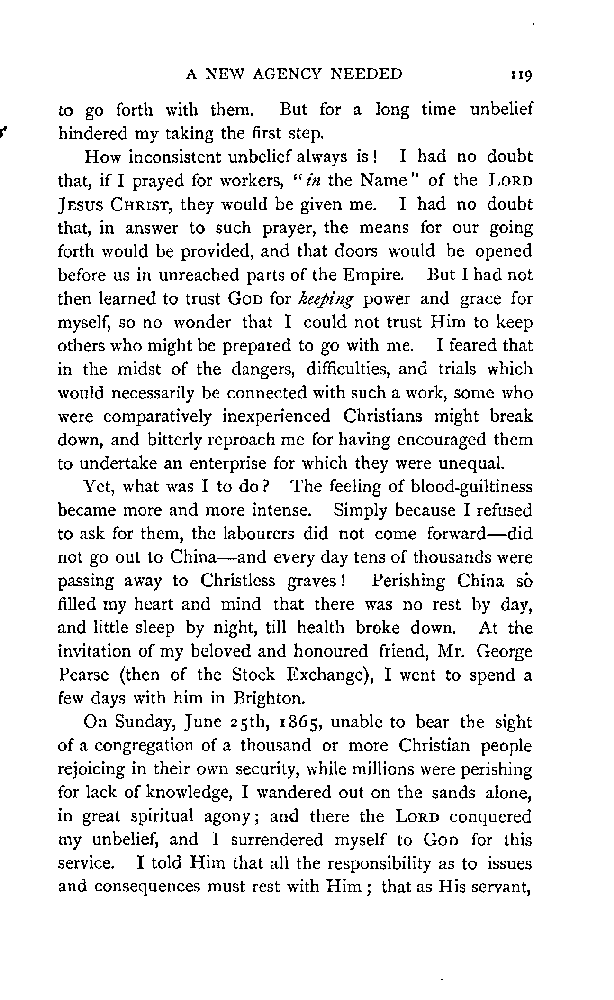 A NEW AGENCY NEEDED 119
to go forth with them. But for a long time unbelief
hindered my taking the first step.
How inconsistent unbelief always is! I had no doubt
that, if I prayed for workers, "in the Name" of the LORD
JESUS CHRIST, they would be given me. I had no doubt
that, in answer to such prayer, the means for our going
forth would be provided, and that doors would be opened
before us in unreached parts of the Empire. But I had not
then learned to trust GOD for keeping power and grace for
myself, so no wonder that I could not trust Him to keep
others who might be prepared to go with me. I feared that
in the midst of the dangers, difficulties, and trials which
would necessarily be connected with such a work, some who
were comparatively inexperienced Christians might break
down, and bitterly reproach me for having encouraged them
to undertake an enterprise for which they were unequal.
Yet, what was I to do? The feeling of blood-guiltiness
became more and more intense. Simply because I refused
to ask for them, the labourers did not come forward—did
not go out to China—and every day tens of thousands were
passing away to Christless graves! Perishing China so
filled my heart and mind that there was no rest by day,
and little sleep by night, till health broke down. At the
invitation of my beloved and honoured friend, Mr. George
Pearse (then of the Stock Exchange), I went to spend a
few days with him in Brighton.
On Sunday, June 25th, 1865, unable to bear the sight
of a congregation of a thousand or more Christian people
rejoicing in their own security, while millions were perishing
for lack of knowledge, I wandered out on the sands alone,
in great spiritual agony; and there the LORD conquered
my unbelief, and I surrendered myself to GOD for this
service. I told Him that all the responsibility as to issues
and consequences must rest with Him; that as His servant,